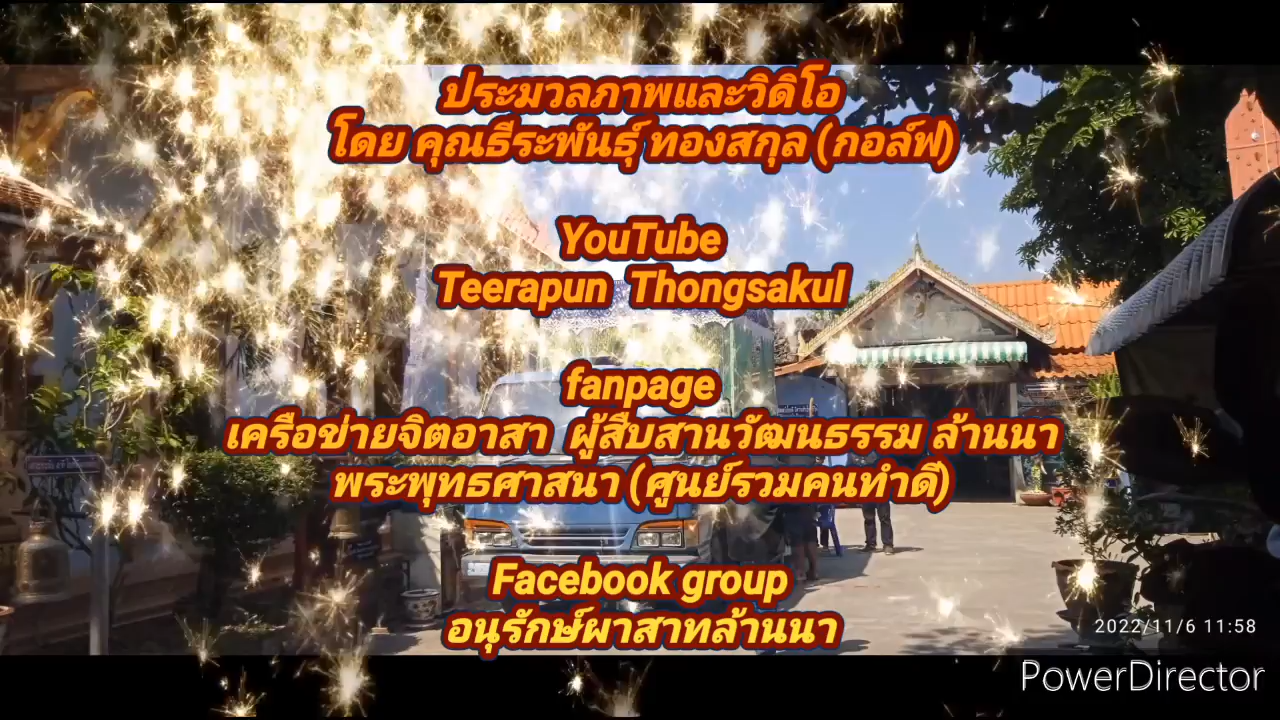 ประมวลภาพและวิดิโอ
โดย คุณธีระพันธุ์ ทองสกุล (กอล์ฟ)
YouTube
Teerapun Thongsakul
fanpage
เครือข่ายจิตอาสา ผู้สืบสานวัฒนธรรม ล้านนา
พระพุทธศาสนา (ศูนย์รวมคนทำดี)
Facebook group
อนุรักษ์ผาสาทล้านนา
2022/11/6 11:58
PowerDirector